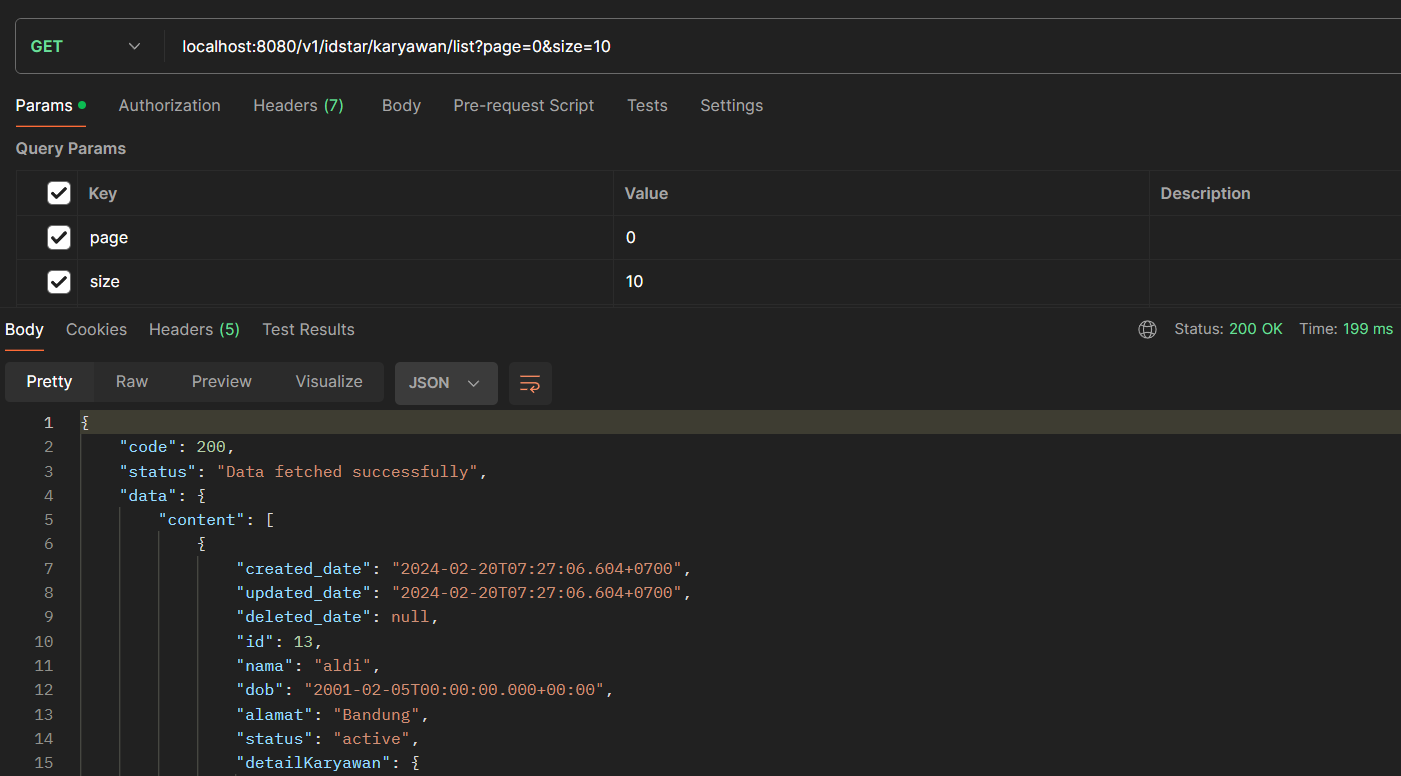 GET localhost:8080/v1/idstar/karyawan/list?page=0&size=10
Params Authorization Headers (7) Body Pre-request Script Tests Settings
Query Params
Key Value Description
page 0
size 10
Body Cookies Headers (5) Test Results Status: 200 OK Time: 199 ms
Pretty Raw Preview Visualize JSON
1 {
2 "code": 200,
3 "status": "Data fetched successfully",
4 "data": {
5 "content": [
6 {
7 "created_date": "2024-02-20T07:27:06.604+0700",
8 "updated_date": "2024-02-20T07:27:06.604+0700",
9 "deleted_date": null,
10 "id": 13,
11 "nama": "aldi",
12 "dob": "2001-02-05T00:00:00.000+00:00",
13 "alamat": "Bandung",
14 "status": "active",
15 "detailKaryawan": {